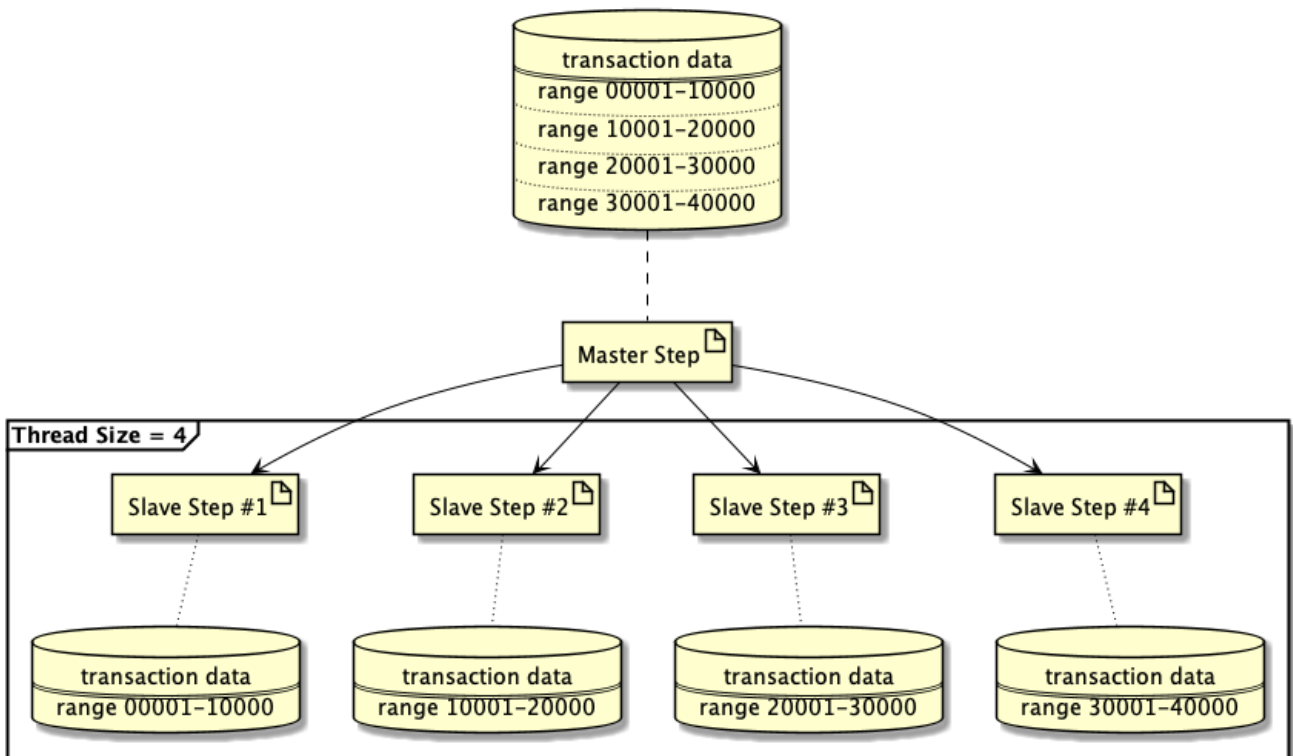 transaction data
range 00001-10000
range 10001-20000
range 20001-30000
range 30001-40000
Master Step
Thread Size = 4
Slave Step #1
Slave Step #2
Slave Step #3
Slave Step #4
transaction data
range 00001-10000
transaction data
range 10001-20000
transaction data
range 20001-30000
transaction data
range 30001-40000